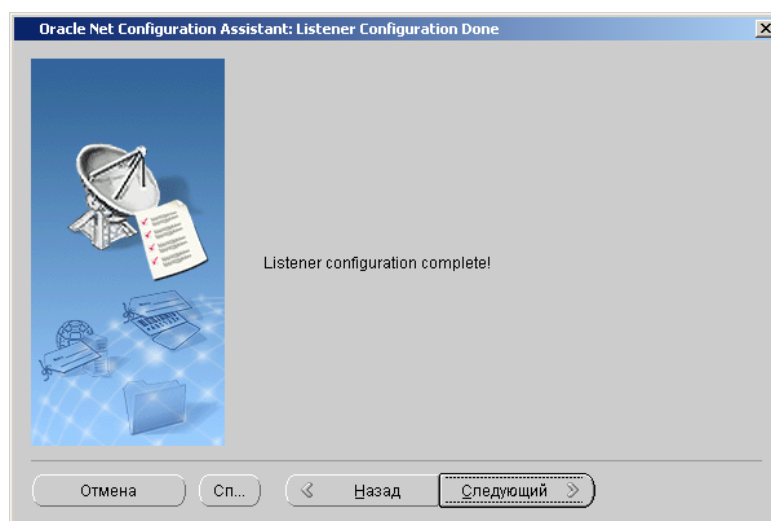 Oracle Net Configuration Assistant: Listener Configuration Done
Listener configuration complete!
Отмена Сп... Назад Следующий